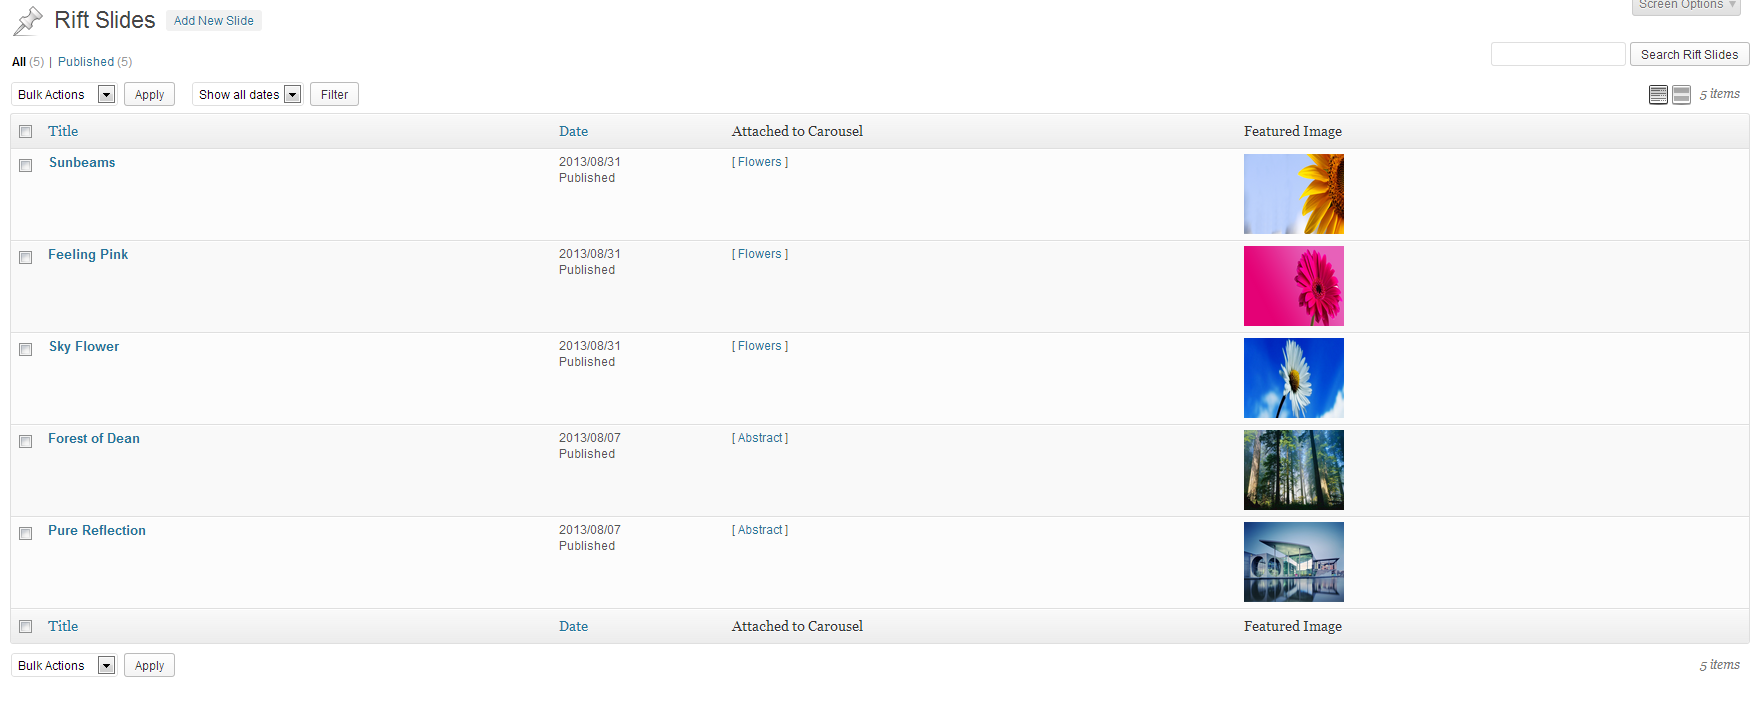 Rift Slides Add New Slide
Screen Options
All (5) | Published (5)
Search Rift Slides
Bulk Actions Apply Show all dates Filter
5 items
Title Date Attached to Carousel Featured Image
Sunbeams 2013/08/31 [ Flowers ]
Published
Feeling Pink 2013/08/31 [ Flowers ]
Published
Sky Flower 2013/08/31 [ Flowers ]
Published
Forest of Dean 2013/08/07 [ Abstract ]
Published
Pure Reflection 2013/08/07 [ Abstract ]
Published
Title Date Attached to Carousel Featured Image
Bulk Actions Apply
5 items